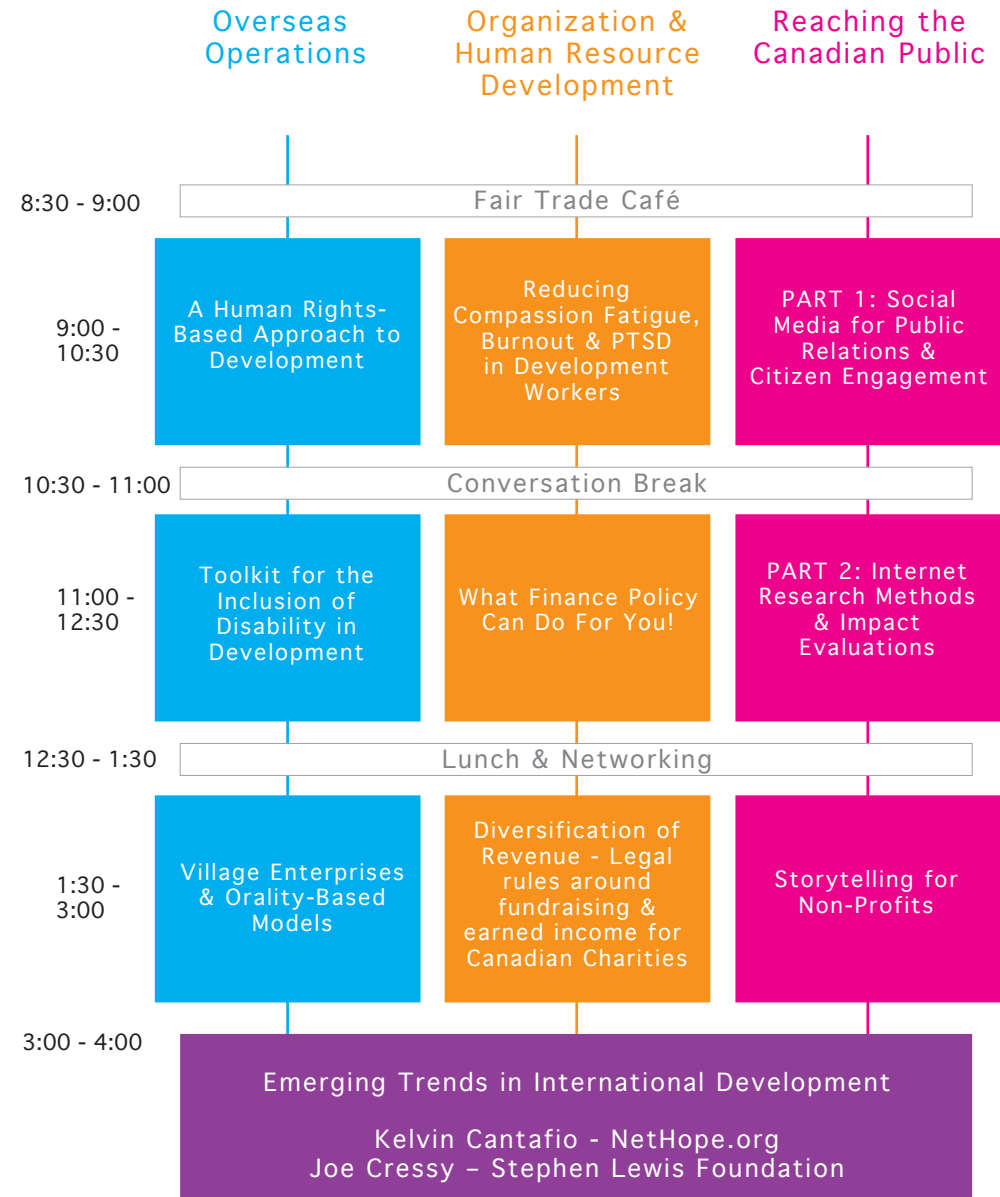 Overseas
Operations
Organization &
Human Resource
Development
Reaching the
Canadian Public
8:30 - 9:00
Fair Trade Café
9:00 -
10:30
A Human Rights-
Based Approach to
Development
Reducing
Compassion Fatigue,
Burnout & PTSD
in Development
Workers
PART 1: Social
Media for Public
Relations &
Citizen Engagement
10:30 - 11:00
Conversation Break
11:00 -
12:30
Toolkit for the
Inclusion of
Disability in
Development
What Finance Policy
Can Do For You!
PART 2: Internet
Research Methods
& Impact
Evaluations
12:30 - 1:30
Lunch & Networking
1:30 -
3:00
Village Enterprises
& Orality-Based
Models
Diversification of
Revenue - Legal
rules around
fundraising &
earned income for
Canadian Charities
Storytelling for
Non-Profits
3:00 - 4:00
Emerging Trends in International Development
Kelvin Cantafio - NetHope.org
Joe Cressy – Stephen Lewis Foundation